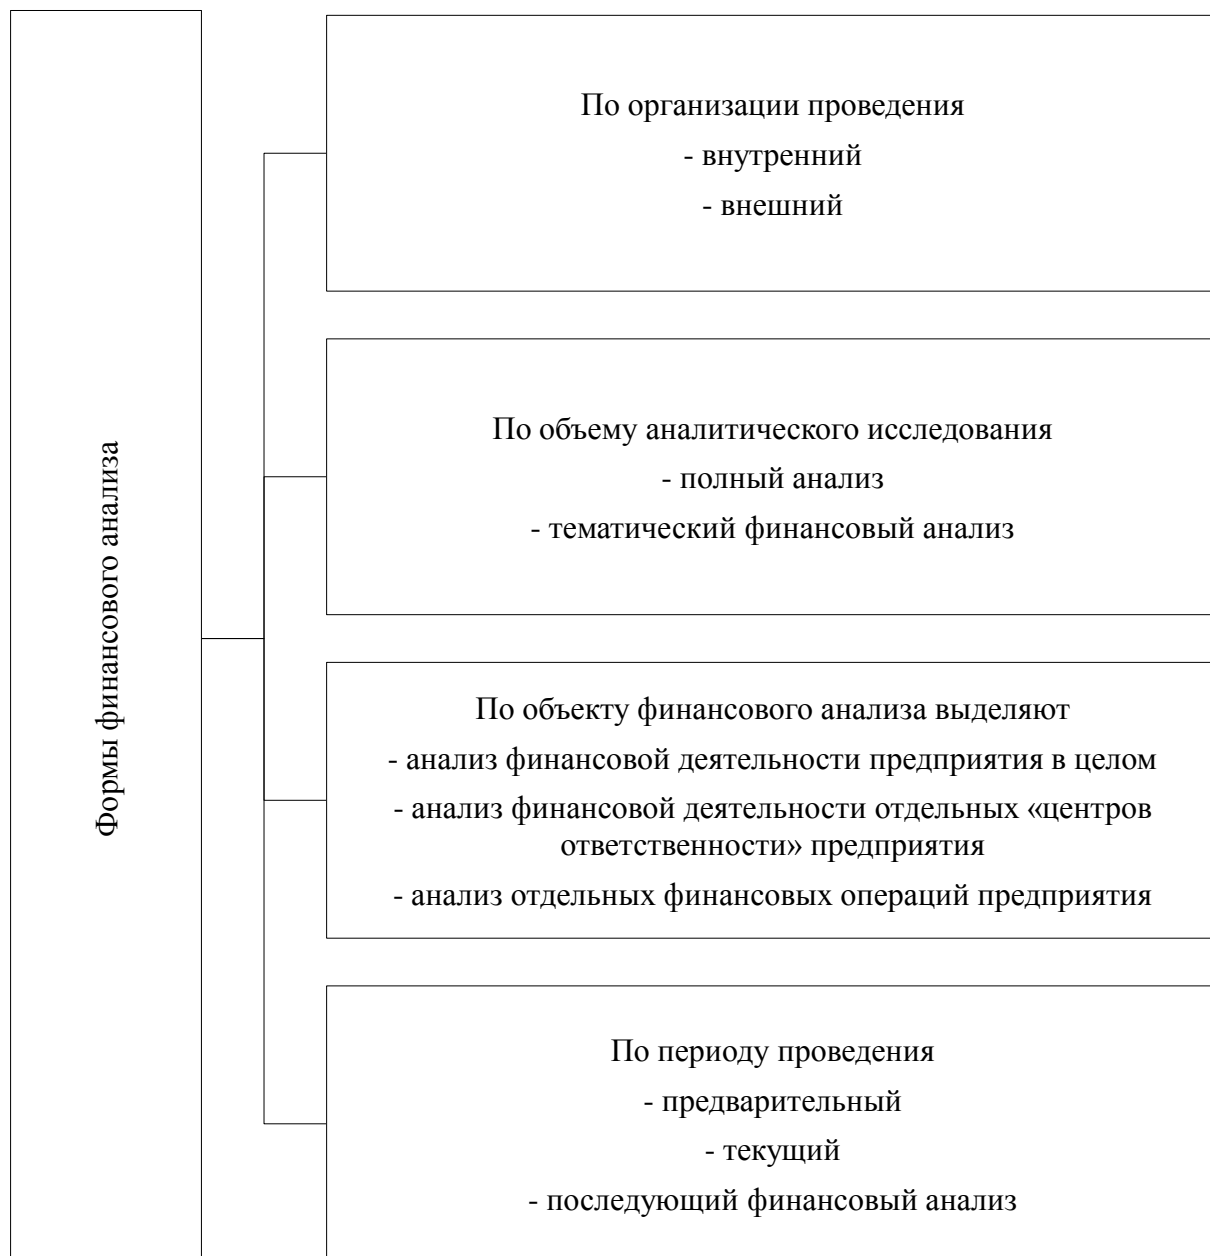 Формы финансового анализа
По организации проведения
- внутренний
- внешний
По объему аналитического исследования
- полный анализ
- тематический финансовый анализ
По объекту финансового анализа выделяют
- анализ финансовой деятельности предприятия в целом
- анализ финансовой деятельности отдельных «центров
ответственности» предприятия
- анализ отдельных финансовых операций предприятия
По периоду проведения
- предварительный
- текущий
- последующий финансовый анализ